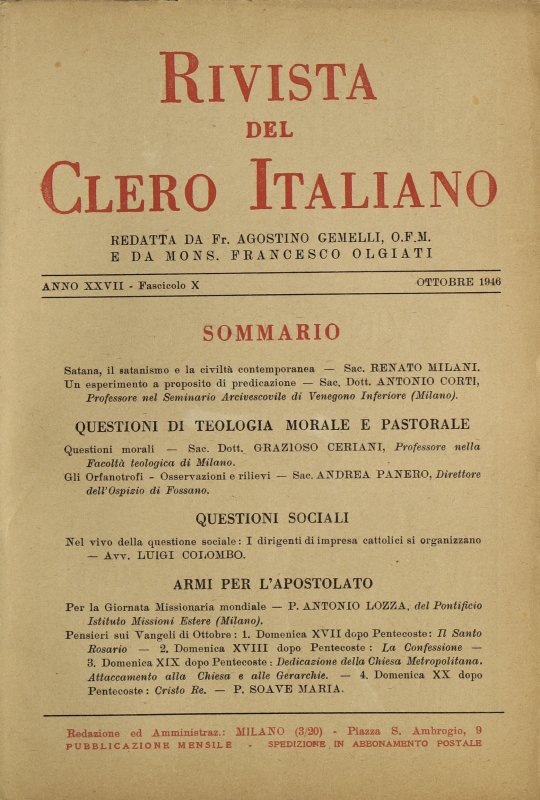 RIVISTA
DEL
CLERO ITALIANO
REDATTA DA Fr. AGOSTINO GEMELLI, O.F.M.
E DA MONS. FRANCESCO OLGIATI
ANNO XXVII - Fascicolo X
OTTOBRE 1946
SOMMARIO
Satana, il satanismo e la civiltà contemporanea — Sac. RENATO MILANI.
Un esperimento a proposito di predicazione — Sac. Dott. ANTONIO CORTI,
Professore nel Seminario Arcivescovile di Venegono Inferiore (Milano).
QUESTIONI DI TEOLOGIA MORALE E PASTORALE
Questioni morali — Sac. Dott. GRAZIOSO CERIANI, Professore nella
Facoltà teologica di Milano.
Gli Orfanotrofi - Osservazioni e rilievi — Sac. ANDREA PANERO, Direttore
dell'Ospizio di Fossano.
QUESTIONI SOCIALI
Nel vivo della questione sociale: I dirigenti di impresa cattolici si organizzano
— Avv. LUIGI COLOMBO.
ARMI PER L'APOSTOLATO
Per la Giornata Missionaria mondiale — P. ANTONIO LOZZA, del Pontificio
Istituto Missioni Estere (Milano).
Pensieri sui Vangeli di Ottobre: 1. Domenica XVII dopo Pentecoste: Il Santo
Rosario — 2. Domenica XVIII dopo Pentecoste: La Confessione —
3. Domenica XIX dopo Pentecoste: Dedicazione della Chiesa Metropolitana.
Attaccamento alla Chiesa e alle Gerarchie. — 4. Domenica XX dopo
Pentecoste: Cristo Re. — P. SOAVE MARIA.
Redazione ed Amministraz.: MILANO (3/20) - Piazza S. Ambrogio, 9
PUBBLICAZIONE MENSILE - SPEDIZIONE IN ABBONAMENTO POSTALE